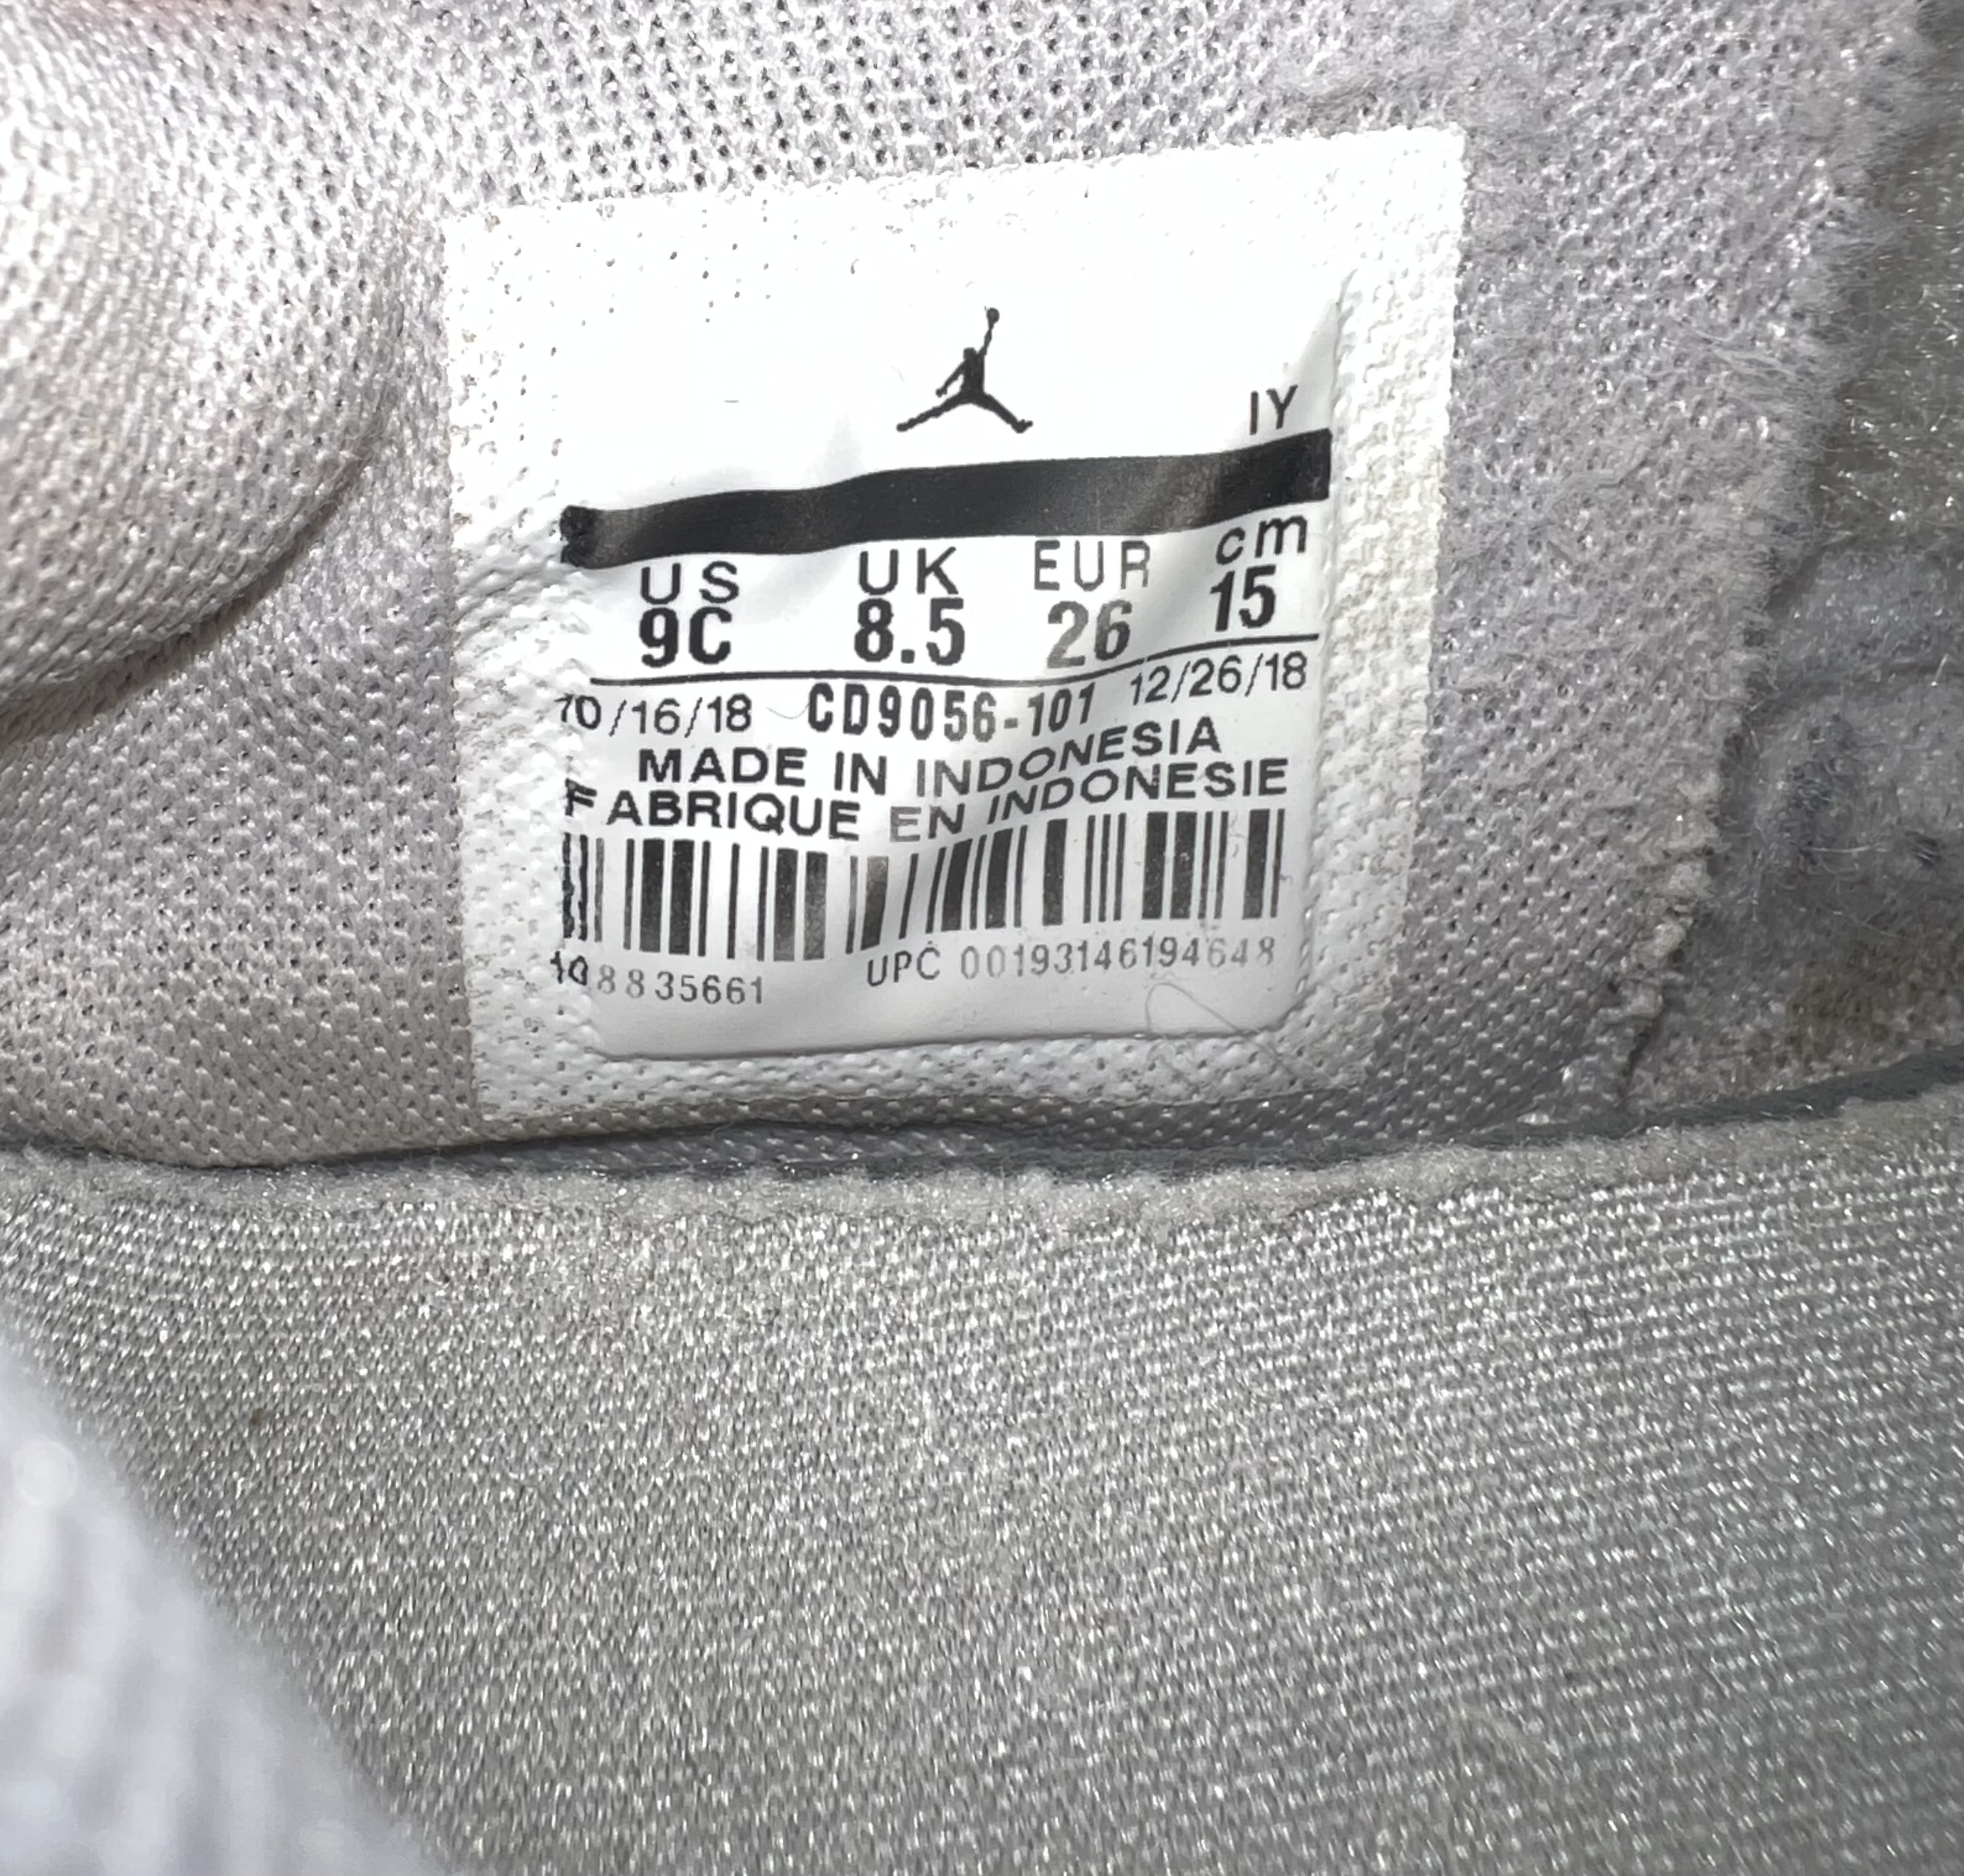 IY
US UK EUR cm
9C 8.5 26 15
10/16/18 CD9056-101 12/26/18
MADE IN INDONESIA
FABRIQUE EN INDONESIE
108835661 UPC 00193146194648